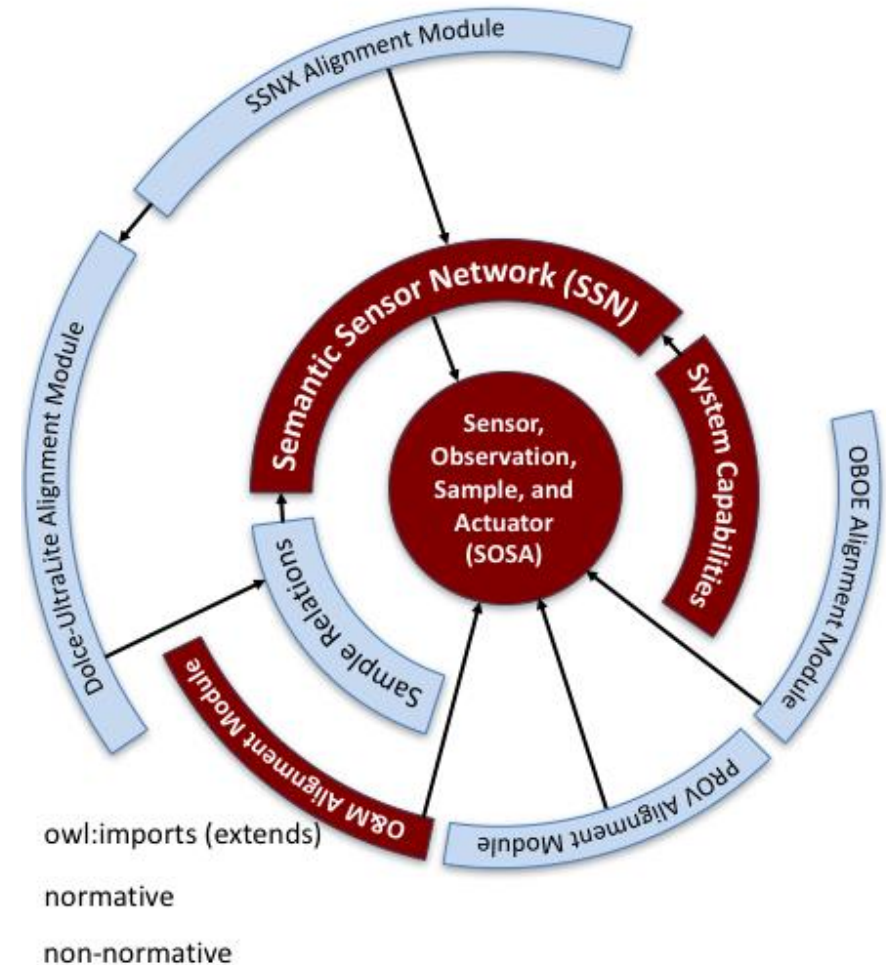 SSNX Alignment Module
Semantic Sensor Network (SSN)
System Capabilities
Sensor,
Observation,
Sample, and
Actuator
(SOSA)
OBOE Alignment Module
Dolce-UltraLite Alignment Module
Sample Relations
O&M Alignment Module
PROV Alignment Module
owl:imports (extends)
normative
non-normative